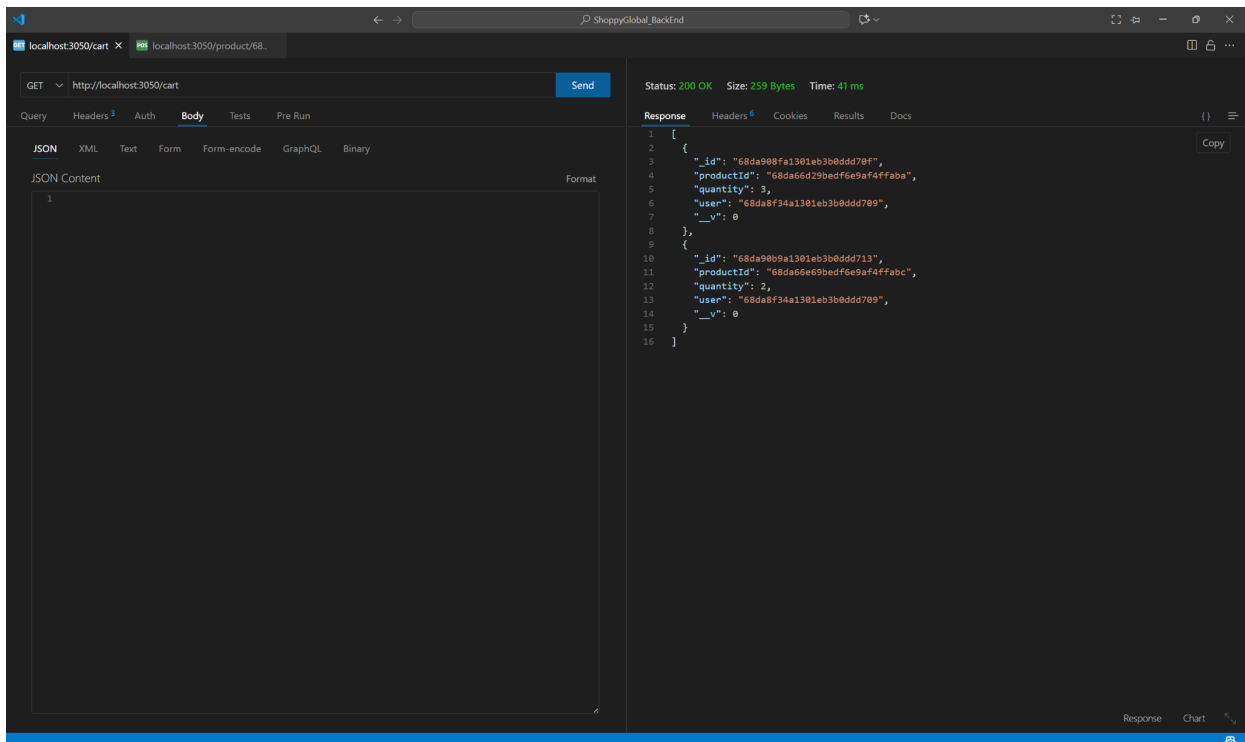 ShoppyGlobal_BackEnd
GET localhost:3050/cart
POS localhost:3050/product/68..
GET http://localhost:3050/cart Send
Query Headers 3 Auth Body Tests Pre Run
JSON XML Text Form Form-encode GraphQL Binary
JSON Content Format
1
Status: 200 OK Size: 259 Bytes Time: 41 ms
Response Headers 6 Cookies Results Docs {}
Copy
1 [
2 {
3 "_id": "68da908fa1301eb3b0ddd70f",
4 "productId": "68da66d29bedf6e9af4ffaba",
5 "quantity": 3,
6 "user": "68da8f34a1301eb3b0ddd709",
7 "__v": 0
8 },
9 {
10 "_id": "68da90b9a1301eb3b0ddd713",
11 "productId": "68da66e69bedf6e9af4ffabc",
12 "quantity": 2,
13 "user": "68da8f34a1301eb3b0ddd709",
14 "__v": 0
15 }
16 ]
Response Chart